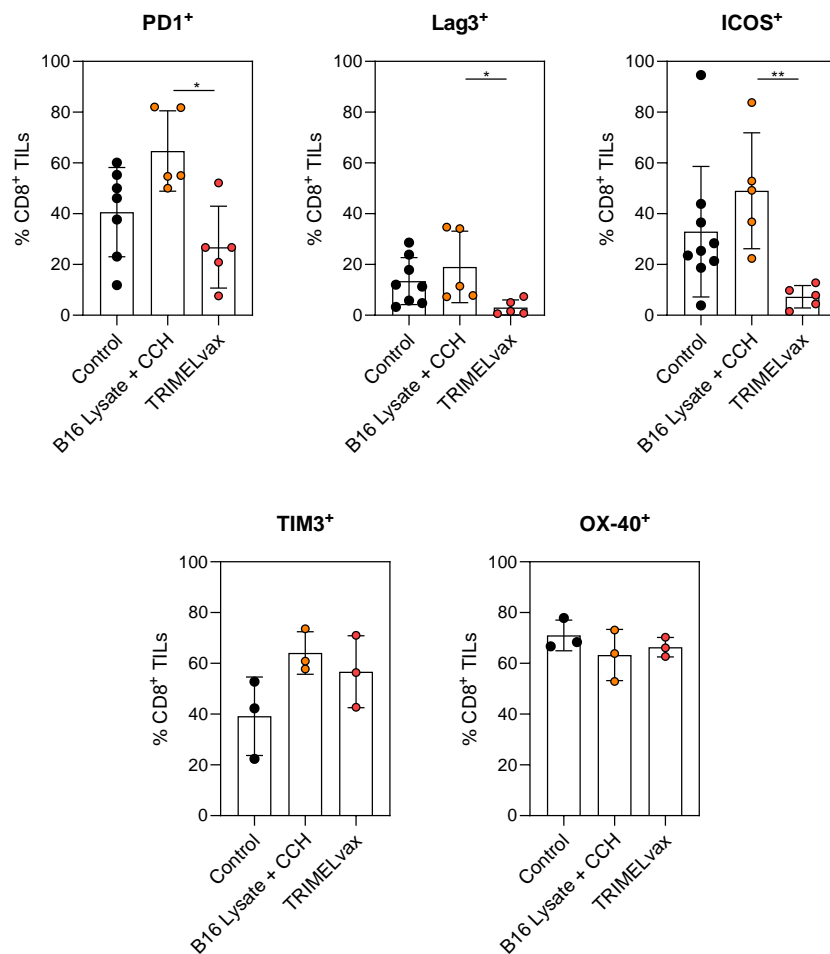 PD1⁺
% CD8⁺ TILs
100
80
60
40
20
0
*
Control
B16 Lysate + CCH
TRIMELvax
Lag3⁺
% CD8⁺ TILs
100
80
60
40
20
0
*
Control
B16 Lysate + CCH
TRIMELvax
ICOS⁺
% CD8⁺ TILs
100
80
60
40
20
0
**
Control
B16 Lysate + CCH
TRIMELvax
TIM3⁺
% CD8⁺ TILs
100
80
60
40
20
0
Control
B16 Lysate + CCH
TRIMELvax
OX-40⁺
% CD8⁺ TILs
100
80
60
40
20
0
Control
B16 Lysate + CCH
TRIMELvax